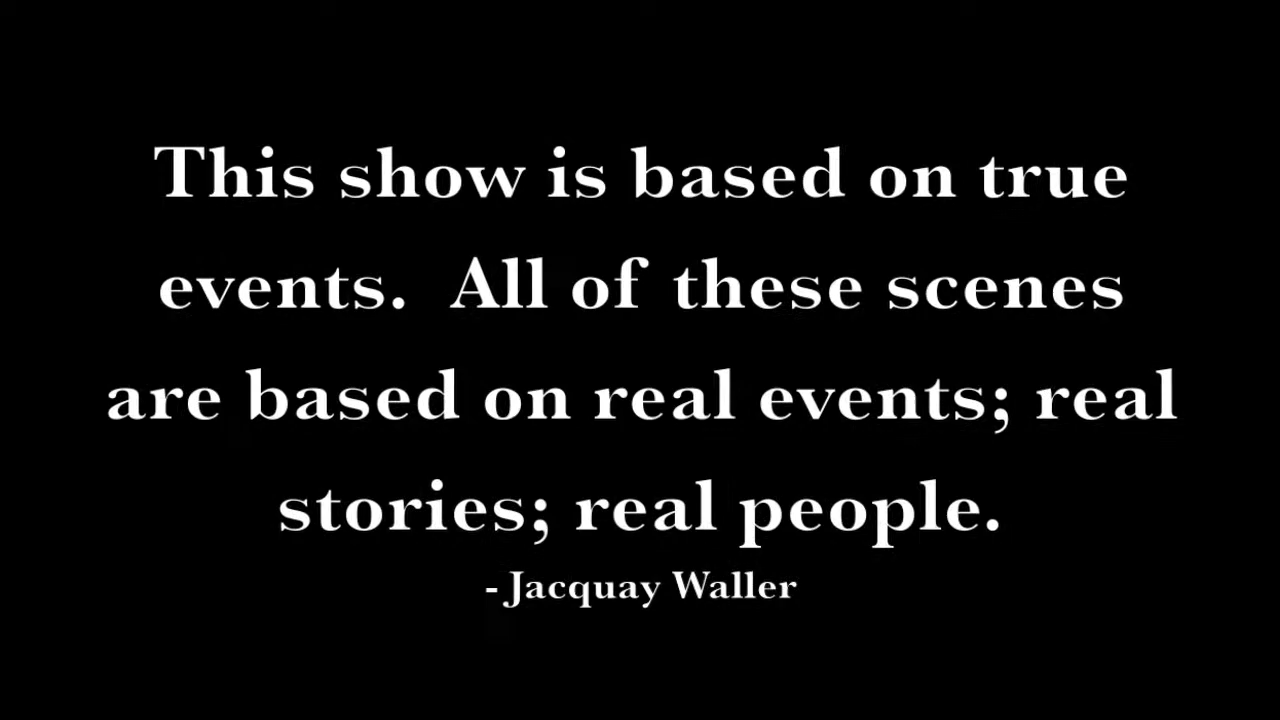 This show is based on true
events.  All of these scenes
are based on real events; real
stories; real people.
- Jacquay Waller